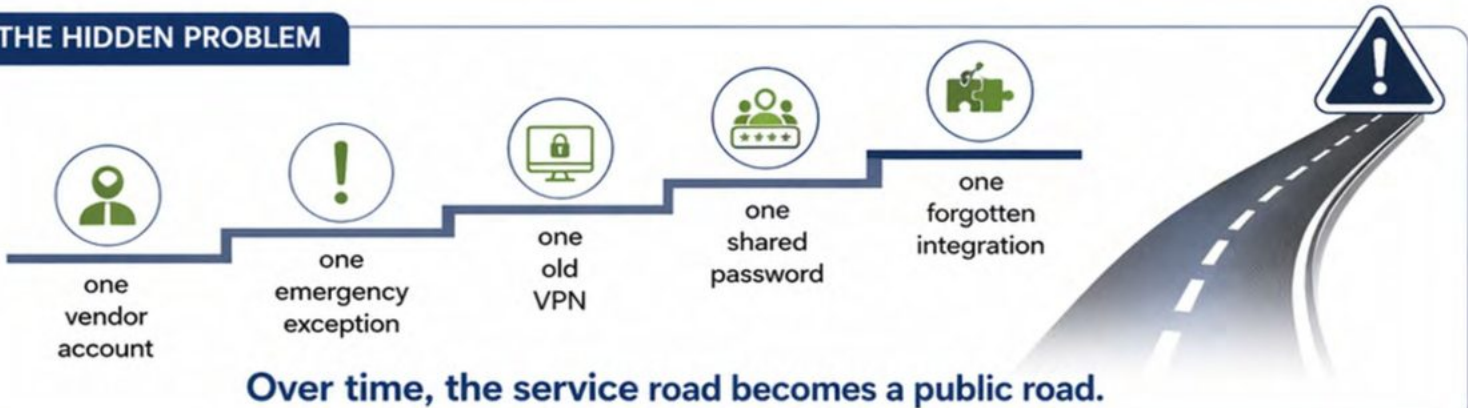 THE HIDDEN PROBLEM
one
vendor
account
one
emergency
exception
one
old
VPN
****
one
shared
password
one
forgotten
integration
!
Over time, the service road becomes a public road.